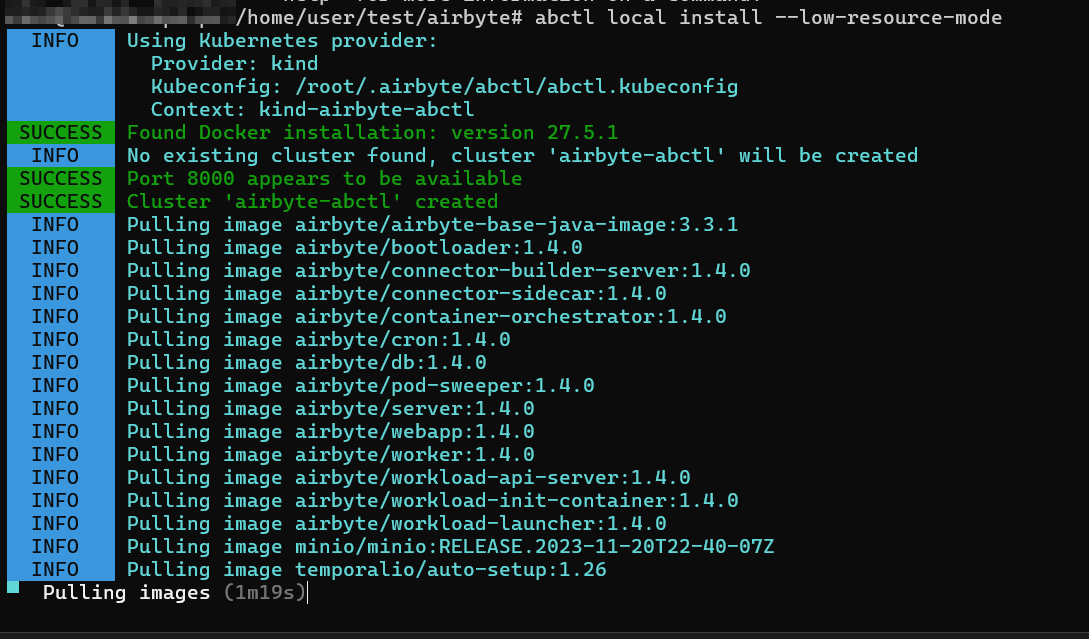 /home/user/test/airbyte# abctl local install --low-resource-mode
INFO Using Kubernetes provider:
Provider: kind
Kubeconfig: /root/.airbyte/abctl/abctl.kubeconfig
Context: kind-airbyte-abctl
SUCCESS Found Docker installation: version 27.5.1
INFO No existing cluster found, cluster 'airbyte-abctl' will be created
SUCCESS Port 8000 appears to be available
SUCCESS Cluster 'airbyte-abctl' created
INFO Pulling image airbyte/airbyte-base-java-image:3.3.1
INFO Pulling image airbyte/bootloader:1.4.0
INFO Pulling image airbyte/connector-builder-server:1.4.0
INFO Pulling image airbyte/connector-sidecar:1.4.0
INFO Pulling image airbyte/container-orchestrator:1.4.0
INFO Pulling image airbyte/cron:1.4.0
INFO Pulling image airbyte/db:1.4.0
INFO Pulling image airbyte/pod-sweeper:1.4.0
INFO Pulling image airbyte/server:1.4.0
INFO Pulling image airbyte/webapp:1.4.0
INFO Pulling image airbyte/worker:1.4.0
INFO Pulling image airbyte/workload-api-server:1.4.0
INFO Pulling image airbyte/workload-init-container:1.4.0
INFO Pulling image airbyte/workload-launcher:1.4.0
INFO Pulling image minio/minio:RELEASE.2023-11-20T22-40-07Z
INFO Pulling image temporalio/auto-setup:1.26
Pulling images (1m19s)